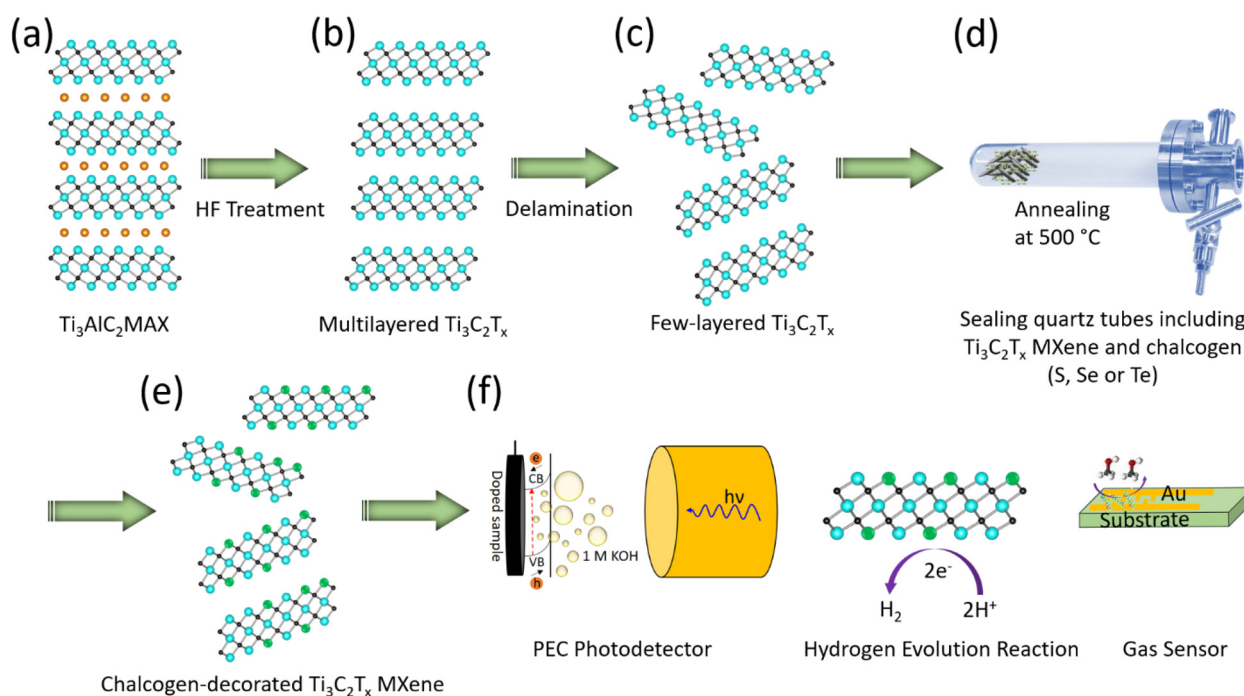 (a)
(b)
(c)
(d)
HF Treatment
Delamination
Annealing
at 500 °C
Ti₃AlC₂MAX
Multilayered Ti₃C₂Tₓ
Few-layered Ti₃C₂Tₓ
Sealing quartz tubes including
Ti₃C₂Tₓ MXene and chalcogen
(S, Se or Te)
(e)
(f)
Chalcogen-decorated Ti₃C₂Tₓ MXene
Doped sample
e
CB
VB
h
1 M KOH
hν
PEC Photodetector
2e⁻
H₂
2H⁺
Hydrogen Evolution Reaction
Au
Substrate
Gas Sensor